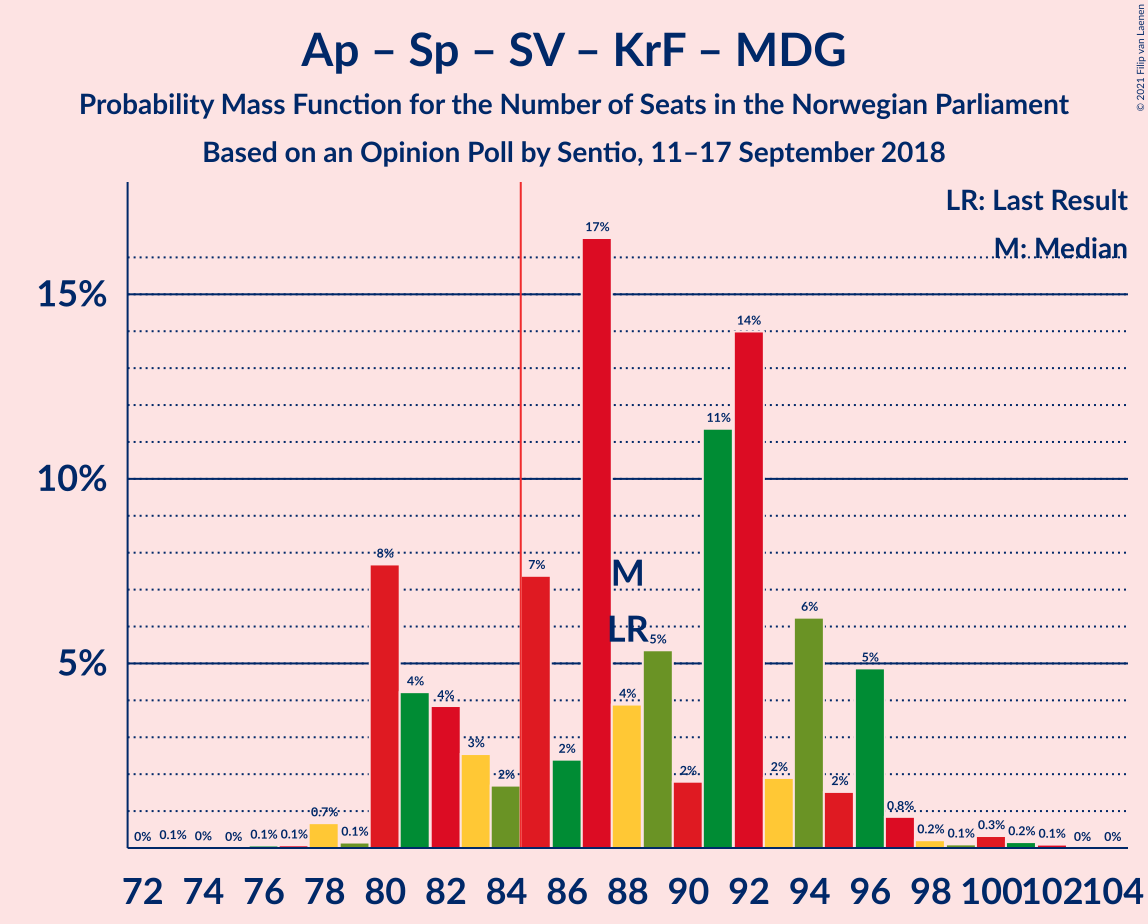 Ap – Sp – SV – KrF – MDG
Probability Mass Function for the Number of Seats in the Norwegian Parliament
Based on an Opinion Poll by Sentio, 11–17 September 2018
© 2021 Filip van Laenen
LR: Last Result
M: Median
15%
10%
5%
0% 0.1% 0% 0% 0.1% 0.1% 0.7% 0.1% 8% 4% 4% 3% 2% 7% 2% 17% 4% 5% 2% 11% 14% 2% 6% 2% 5% 0.8% 0.2% 0.1% 0.3% 0.2% 0.1% 0% 0%
M
LR
72 74 76 78 80 82 84 86 88 90 92 94 96 98 100 102 104